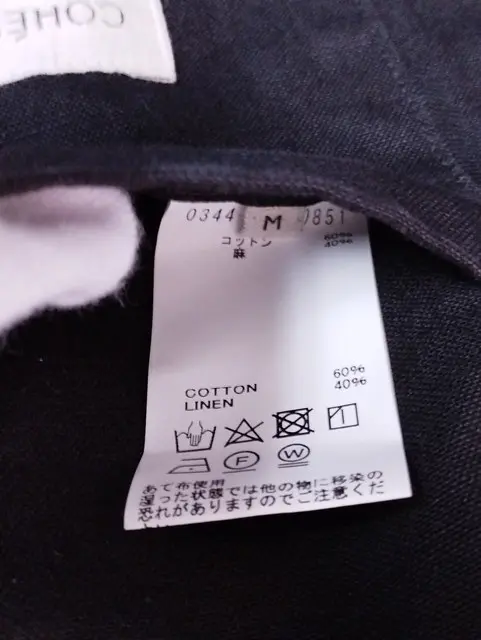 COHE
0344 M 0851
コットン 60%
麻 40%
COTTON 60%
LINEN 40%
F W
あて布使用
湿った状態では他の物に移染の
恐れがありますのでご注意くだ